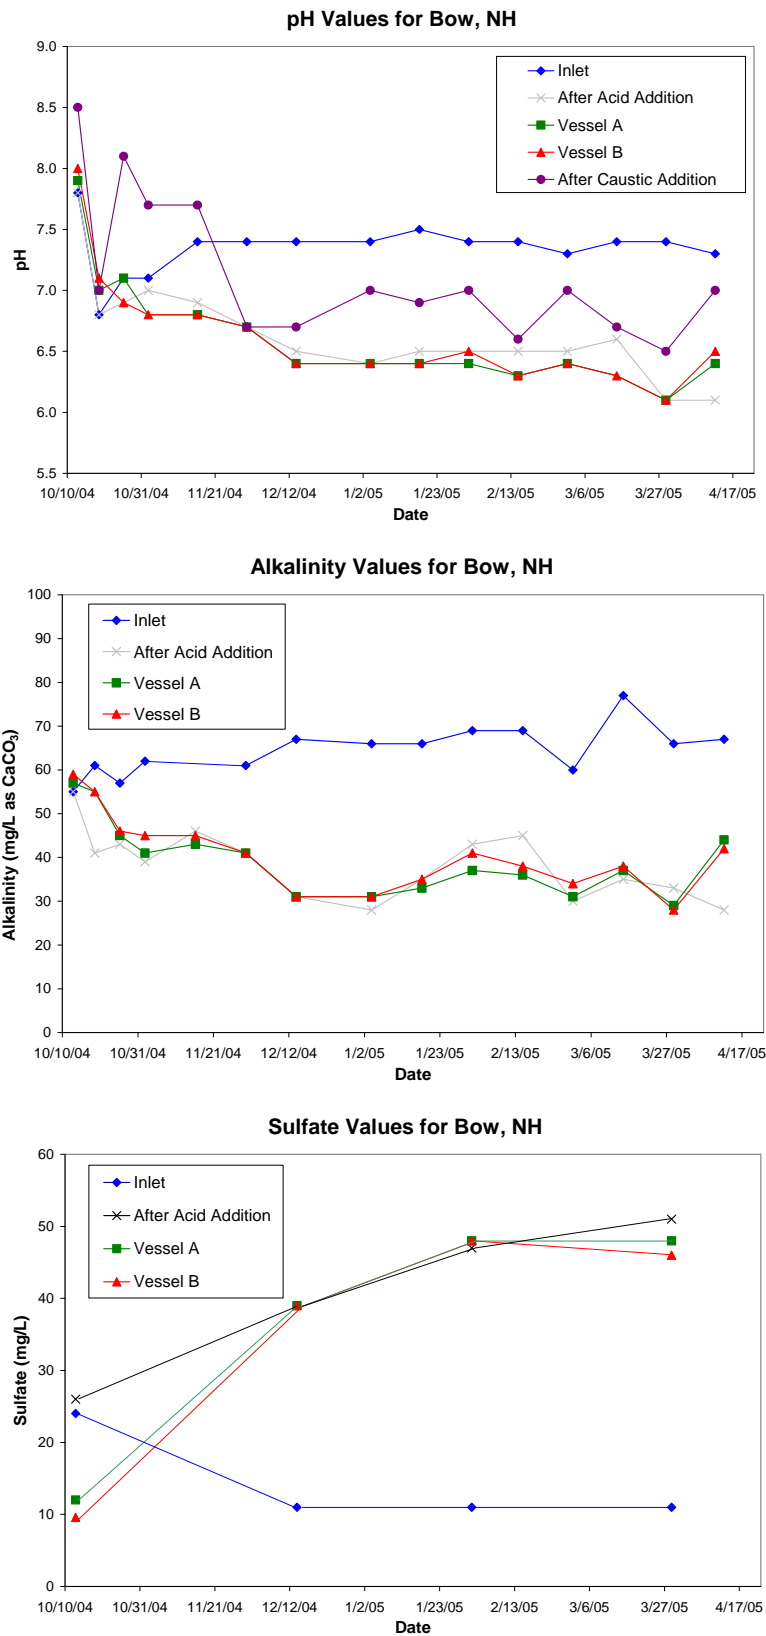 pH Values for Bow, NH
9.0
8.5
8.0
7.5
7.0
6.5
6.0
5.5
pH
Inlet
After Acid Addition
Vessel A
Vessel B
After Caustic Addition
10/10/04 10/31/04 11/21/04 12/12/04 1/2/05 1/23/05 2/13/05 3/6/05 3/27/05 4/17/05
Date
Alkalinity Values for Bow, NH
100
90
80
70
60
50
40
30
20
10
0
Alkalinity (mg/L as CaCO₃)
Inlet
After Acid Addition
Vessel A
Vessel B
10/10/04 10/31/04 11/21/04 12/12/04 1/2/05 1/23/05 2/13/05 3/6/05 3/27/05 4/17/05
Date
Sulfate Values for Bow, NH
60
50
40
30
20
10
0
Sulfate (mg/L)
Inlet
After Acid Addition
Vessel A
Vessel B
10/10/04 10/31/04 11/21/04 12/12/04 1/2/05 1/23/05 2/13/05 3/6/05 3/27/05 4/17/05
Date